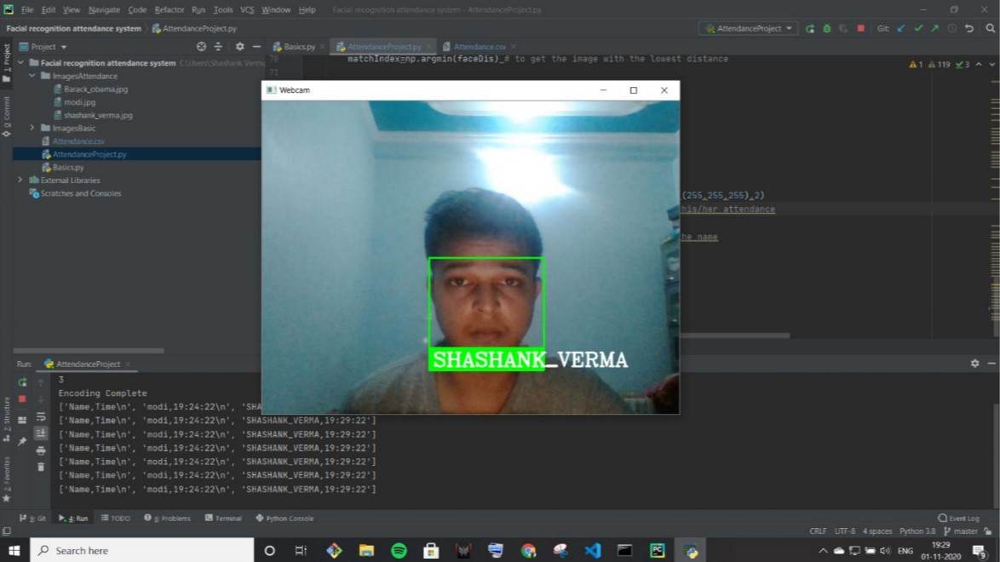 File Edit View Navigate Code Refactor Run Tools VCS Window Help Facial recognition attendance system - AttendanceProject.py
Facial recognition attendance system AttendanceProject.py AttendanceProject Git:
Project Basics.py AttendanceProject.py Attendance.csv
1: Project
Commit
Facial recognition attendance system C:\Users\Shashank Verma
ImagesAttendance
Barack_obama.jpg
modi.jpg
shashank_verma.jpg
ImagesBasic
Attendance.csv
AttendanceProject.py
Basics.py
External Libraries
Scratches and Consoles
70 matchIndex=np.argmin(faceDis) # to get the image with the lowest distance
71
1 119 3
(255,255,255),2)
his/her attendance
he name
Webcam
SHASHANK_VERMA
Run: AttendanceProject
3
Encoding Complete
['Name,Time\n', 'modi,19:24:22\n', 'SHA
['Name,Time\n', 'modi,19:24:22\n', 'SHASHANK_VERMA,19:29:22']
['Name,Time\n', 'modi,19:24:22\n', 'SHASHANK_VERMA,19:29:22']
['Name,Time\n', 'modi,19:24:22\n', 'SHASHANK_VERMA,19:29:22']
['Name,Time\n', 'modi,19:24:22\n', 'SHASHANK_VERMA,19:29:22']
['Name,Time\n', 'modi,19:24:22\n', 'SHASHANK_VERMA,19:29:22']
['Name,Time\n', 'modi,19:24:22\n', 'SHASHANK_VERMA,19:29:22']
Z: Structure
2: Favorites
9: Git 4: Run TODO 6: Problems Terminal Python Console Event Log
CRLF UTF-8 4 spaces Python 3.8 master
Search here
ENG
19:29
01-11-2020
9